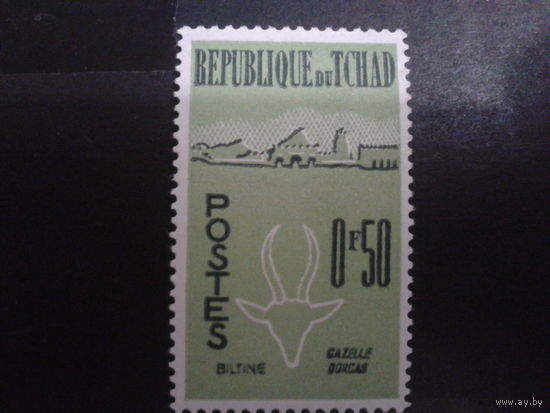 REPUBLIQUE DU TCHAD
POSTES
0F50
BILTINE
GAZELLE
DORCAS
www.ay.by